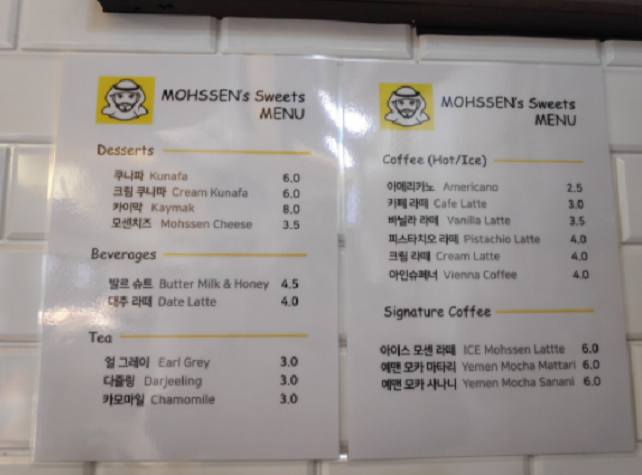 MOHSSEN's Sweets
MENU
Desserts
쿠나파 Kunafa 6.0
크림 쿠나파 Cream Kunafa 6.0
카이막 Kaymak 8.0
모센치즈 Mohssen Cheese 3.5
Beverages
발르 슈트 Butter Milk & Honey 4.5
대추 라떼 Date Latte 4.0
Tea
얼 그레이 Earl Grey 3.0
다즐링 Darjeeling 3.0
카모마일 Chamomile 3.0
MOHSSEN's Sweets
MENU
Coffee (Hot/Ice)
아메리카노 Americano 2.5
카페 라떼 Cafe Latte 3.0
바닐라 라떼 Vanilla Latte 3.5
피스타치오 라떼 Pistachio Latte 4.0
크림 라떼 Cream Latte 4.0
아인슈페너 Vienna Coffee 4.0
Signature Coffee
아이스 모센 라떼 ICE Mohssen Lattte 6.0
예맨 모카 마타리 Yemen Mocha Mattari 6.0
예맨 모카 사나니 Yemen Mocha Sanani 6.0